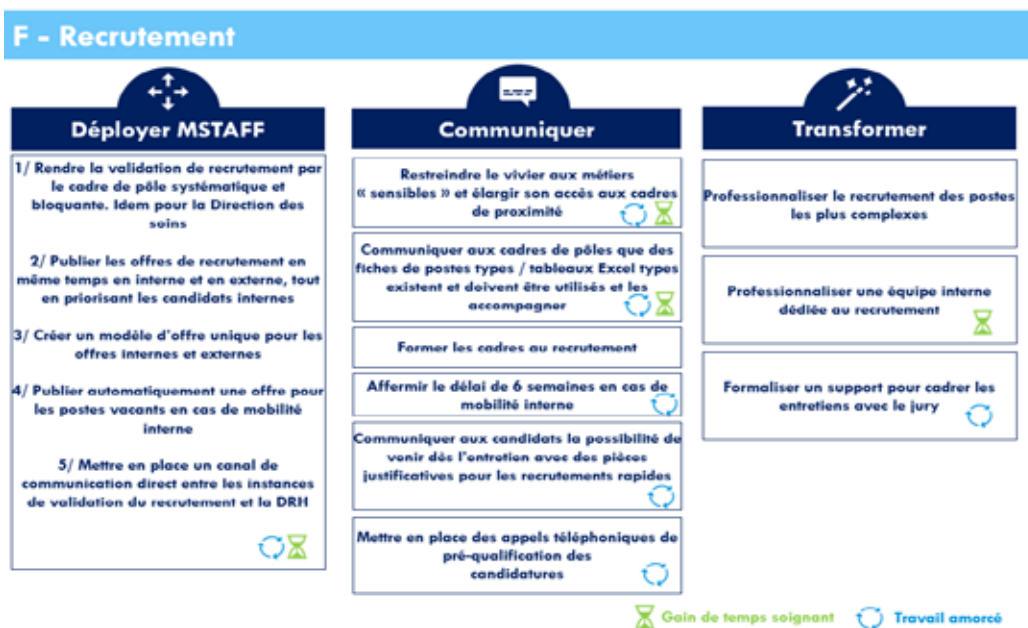 F - Recrutement
Déployer MSTAFF
1/ Rendre la validation de recrutement par
le cadre de pôle systématique et
bloquante. Idem pour la Direction des
soins
2/ Publier les offres de recrutement en
même temps en interne et en externe, tout
en priorisant les candidats internes
3/ Créer un modèle d'offre unique pour les
offres internes et externes
4/ Publier automatiquement une offre pour
les postes vacants en cas de mobilité
interne
5/ Mettre en place un canal de
communication direct entre les instances
de validation du recrutement et la DRH
Communiquer
Restreindre le vivier aux métiers
« sensibles » et élargir son accès aux cadres
de proximité
Communiquer aux cadres de pôles que des
fiches de postes types / tableaux Excel types
existent et doivent être utilisés et les
accompagner
Former les cadres au recrutement
Affermir le délai de 6 semaines en cas de
mobilité interne
Communiquer aux candidats la possibilité de
venir dès l'entretien avec des pièces
justificatives pour les recrutements rapides
Mettre en place des appels téléphoniques de
pré-qualification des
candidatures
Transformer
Professionnaliser le recrutement des postes
les plus complexes
Professionnaliser une équipe interne
dédiée au recrutement
Formaliser un support pour cadrer les
entretiens avec le jury
Gain de temps soignant
Travail amorcé